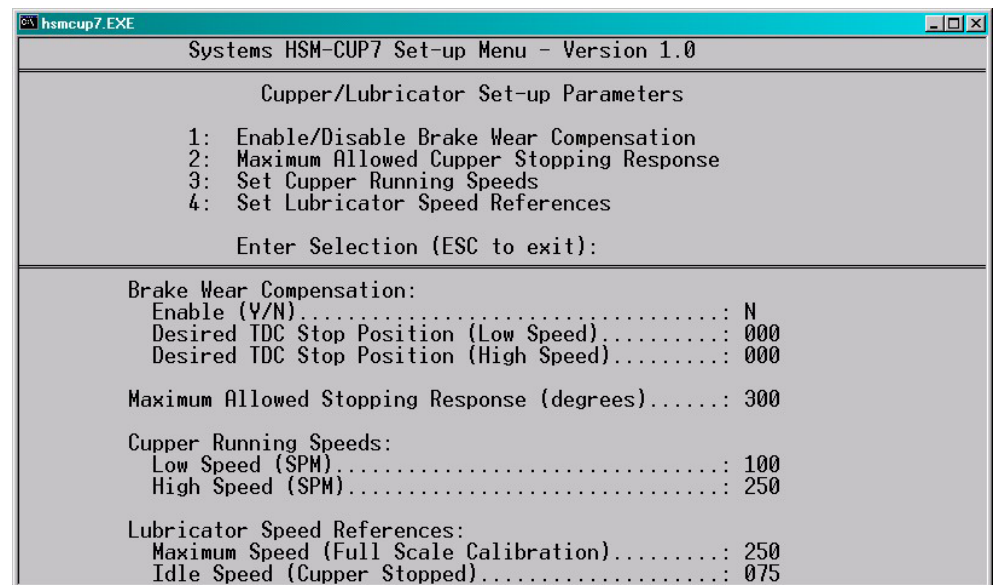 hsmcup7.EXE
Systems HSM-CUP7 Set-up Menu - Version 1.0
Cupper/Lubricator Set-up Parameters
1: Enable/Disable Brake Wear Compensation
2: Maximum Allowed Cupper Stopping Response
3: Set Cupper Running Speeds
4: Set Lubricator Speed References
Enter Selection (ESC to exit):
Brake Wear Compensation:
Enable (Y/N)...................................: N
Desired TDC Stop Position (Low Speed)..........: 000
Desired TDC Stop Position (High Speed).........: 000
Maximum Allowed Stopping Response (degrees)......: 300
Cupper Running Speeds:
Low Speed (SPM)................................: 100
High Speed (SPM)...............................: 250
Lubricator Speed References:
Maximum Speed (Full Scale Calibration).........: 250
Idle Speed (Cupper Stopped)....................: 075